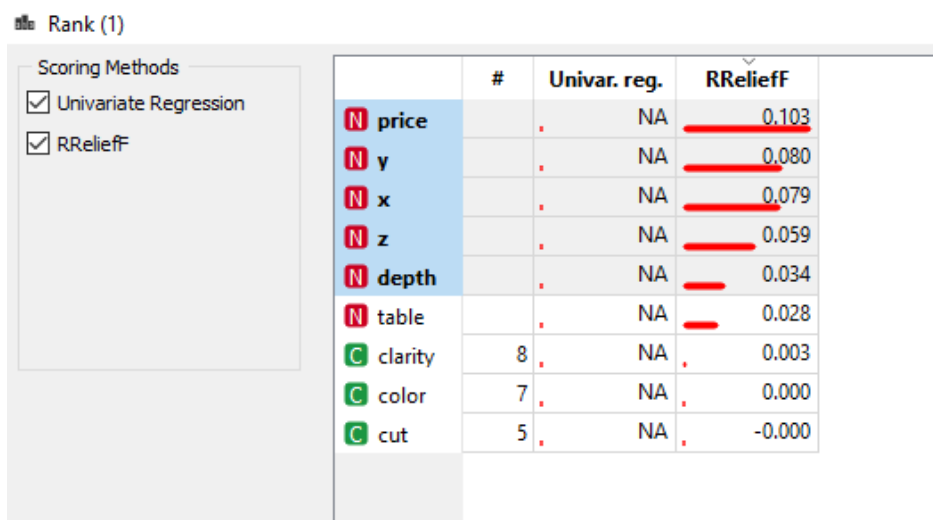 Rank (1)
Scoring Methods
Univariate Regression
RReliefF
# Univar. reg. RReliefF
N price NA 0.103
N y NA 0.080
N x NA 0.079
N z NA 0.059
N depth NA 0.034
N table NA 0.028
C clarity 8 NA 0.003
C color 7 NA 0.000
C cut 5 NA -0.000